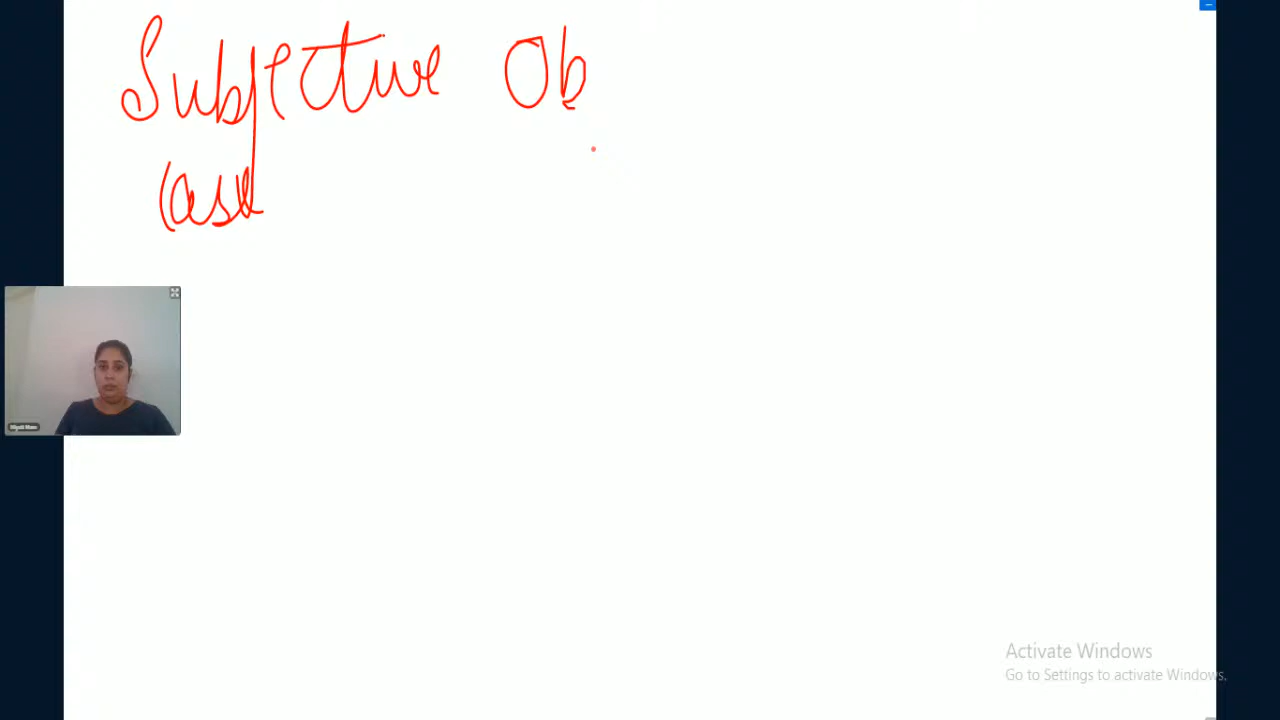 Subjective Ob
Case
Activate Windows
Go to Settings to activate Windows.